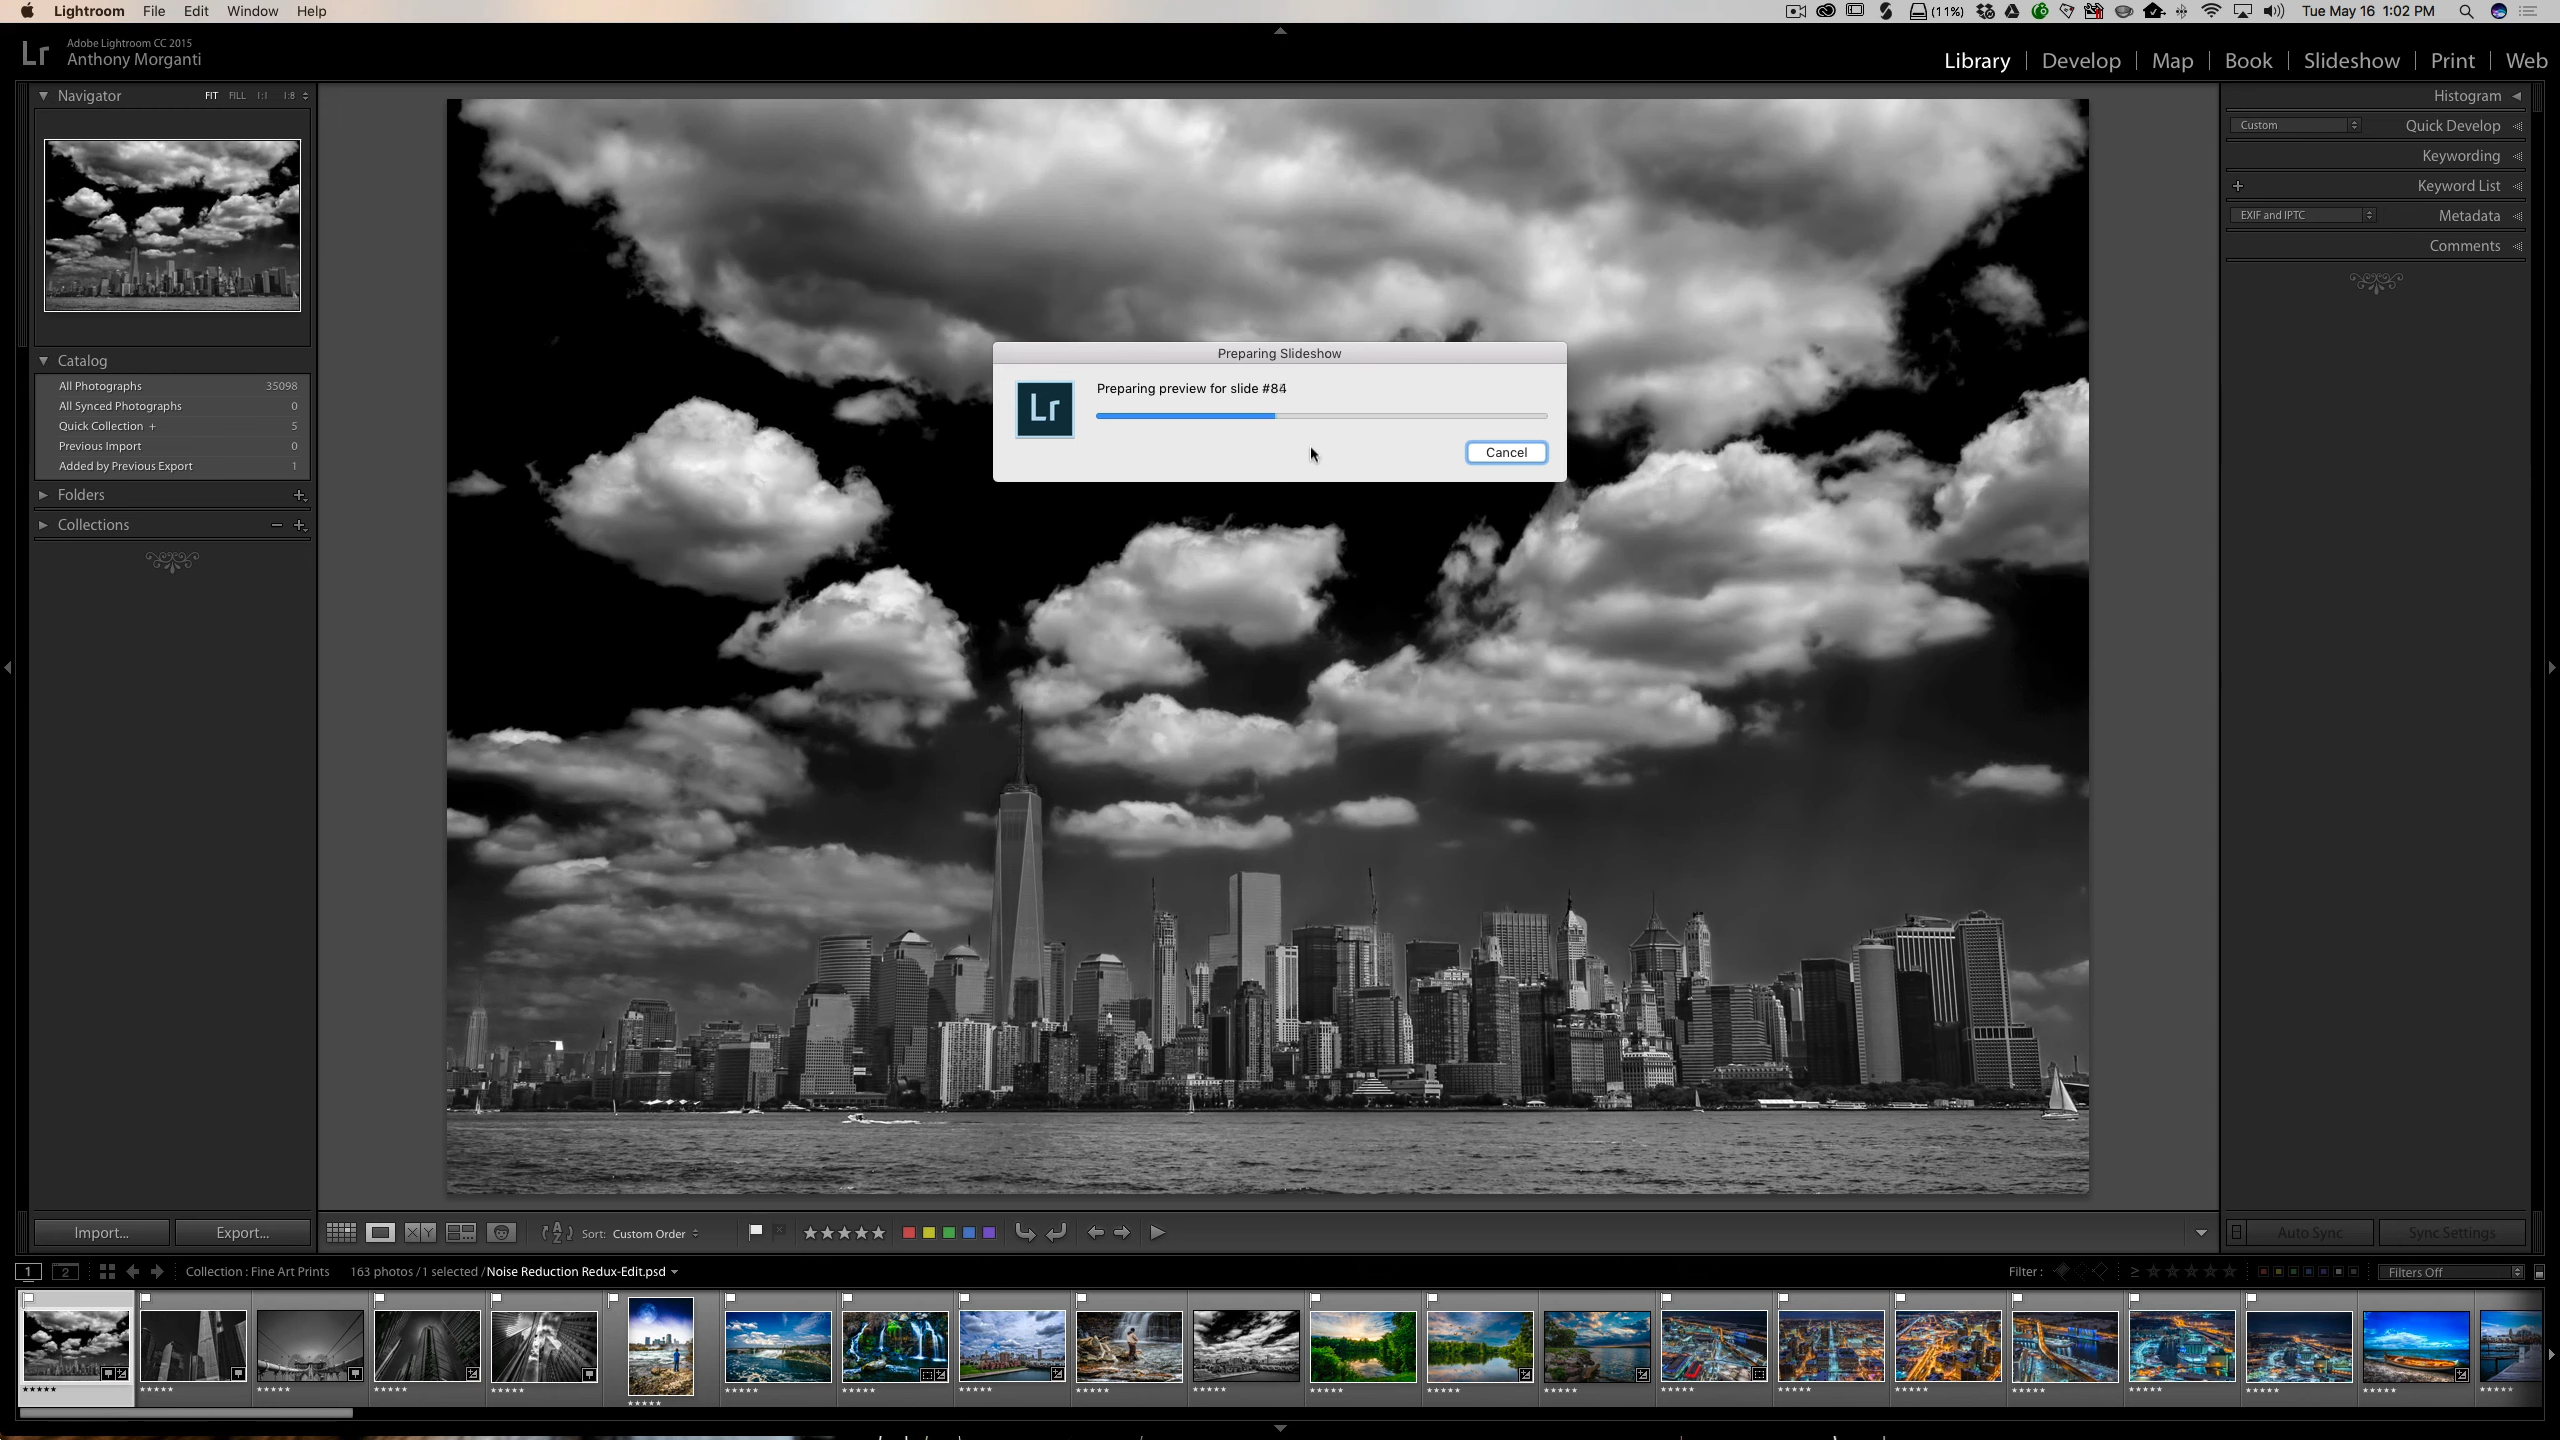 Lightroom File Edit Window Help
(11%) Tue May 16 1:02 PM
Lr Adobe Lightroom CC 2015
Anthony Morganti
Library | Develop | Map | Book | Slideshow | Print | Web
Navigator FIT FILL 1:1 1:8
Catalog
All Photographs 35098
All Synced Photographs 0
Quick Collection + 5
Previous Import 0
Added by Previous Export 1
Folders
Collections
Import... Export...
Preparing Slideshow
Lr Preparing preview for slide #84
Cancel
Histogram
Custom Quick Develop
Keywording
Keyword List
EXIF and IPTC Metadata
Comments
XY Sort: Custom Order
Auto Sync Sync Settings
1 2 Collection : Fine Art Prints 163 photos / 1 selected / Noise Reduction Redux-Edit.psd
Filter : Filters Off